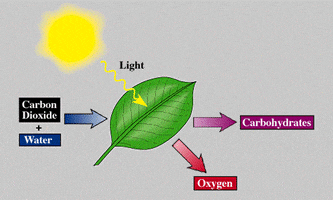 Light
Carbon
Dioxide
+
Water
Carbohydrates
Oxygen